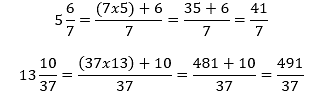 5 6/7 = (7x5) + 6 / 7 = 35 + 6 / 7 = 41/7
13 10/37 = (37x13) + 10 / 37 = 481 + 10 / 37 = 491/37